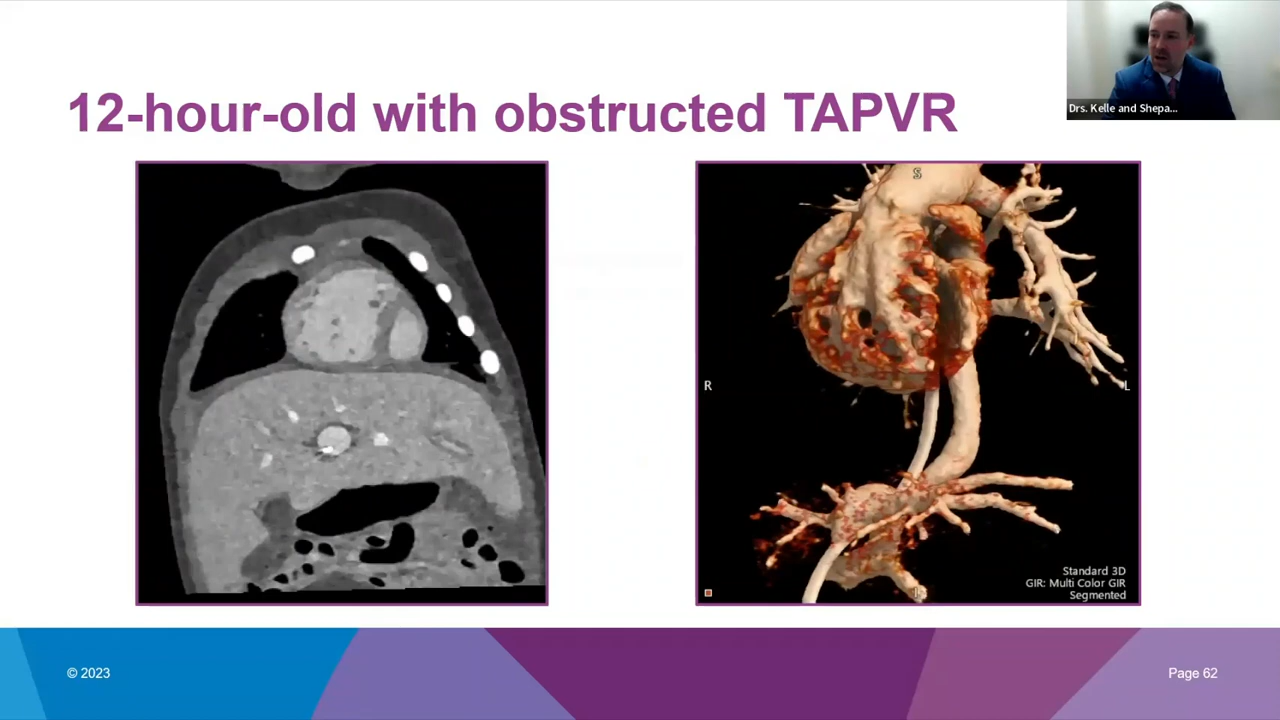 12-hour-old with obstructed TAPVR
Drs. Kelle and Shepa...
S
R
L
Standard 3D
GIR: Multi Color GIR
Segmented
© 2023
Page 62